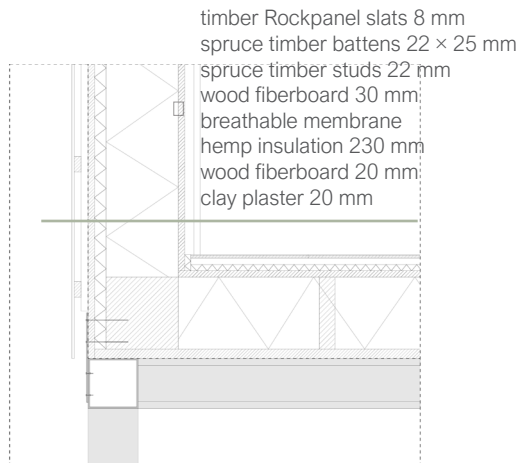 timber Rockpanel slats 8 mm
spruce timber battens 22 × 25 mm
spruce timber studs 22 mm
wood fiberboard 30 mm
breathable membrane
hemp insulation 230 mm
wood fiberboard 20 mm
clay plaster 20 mm